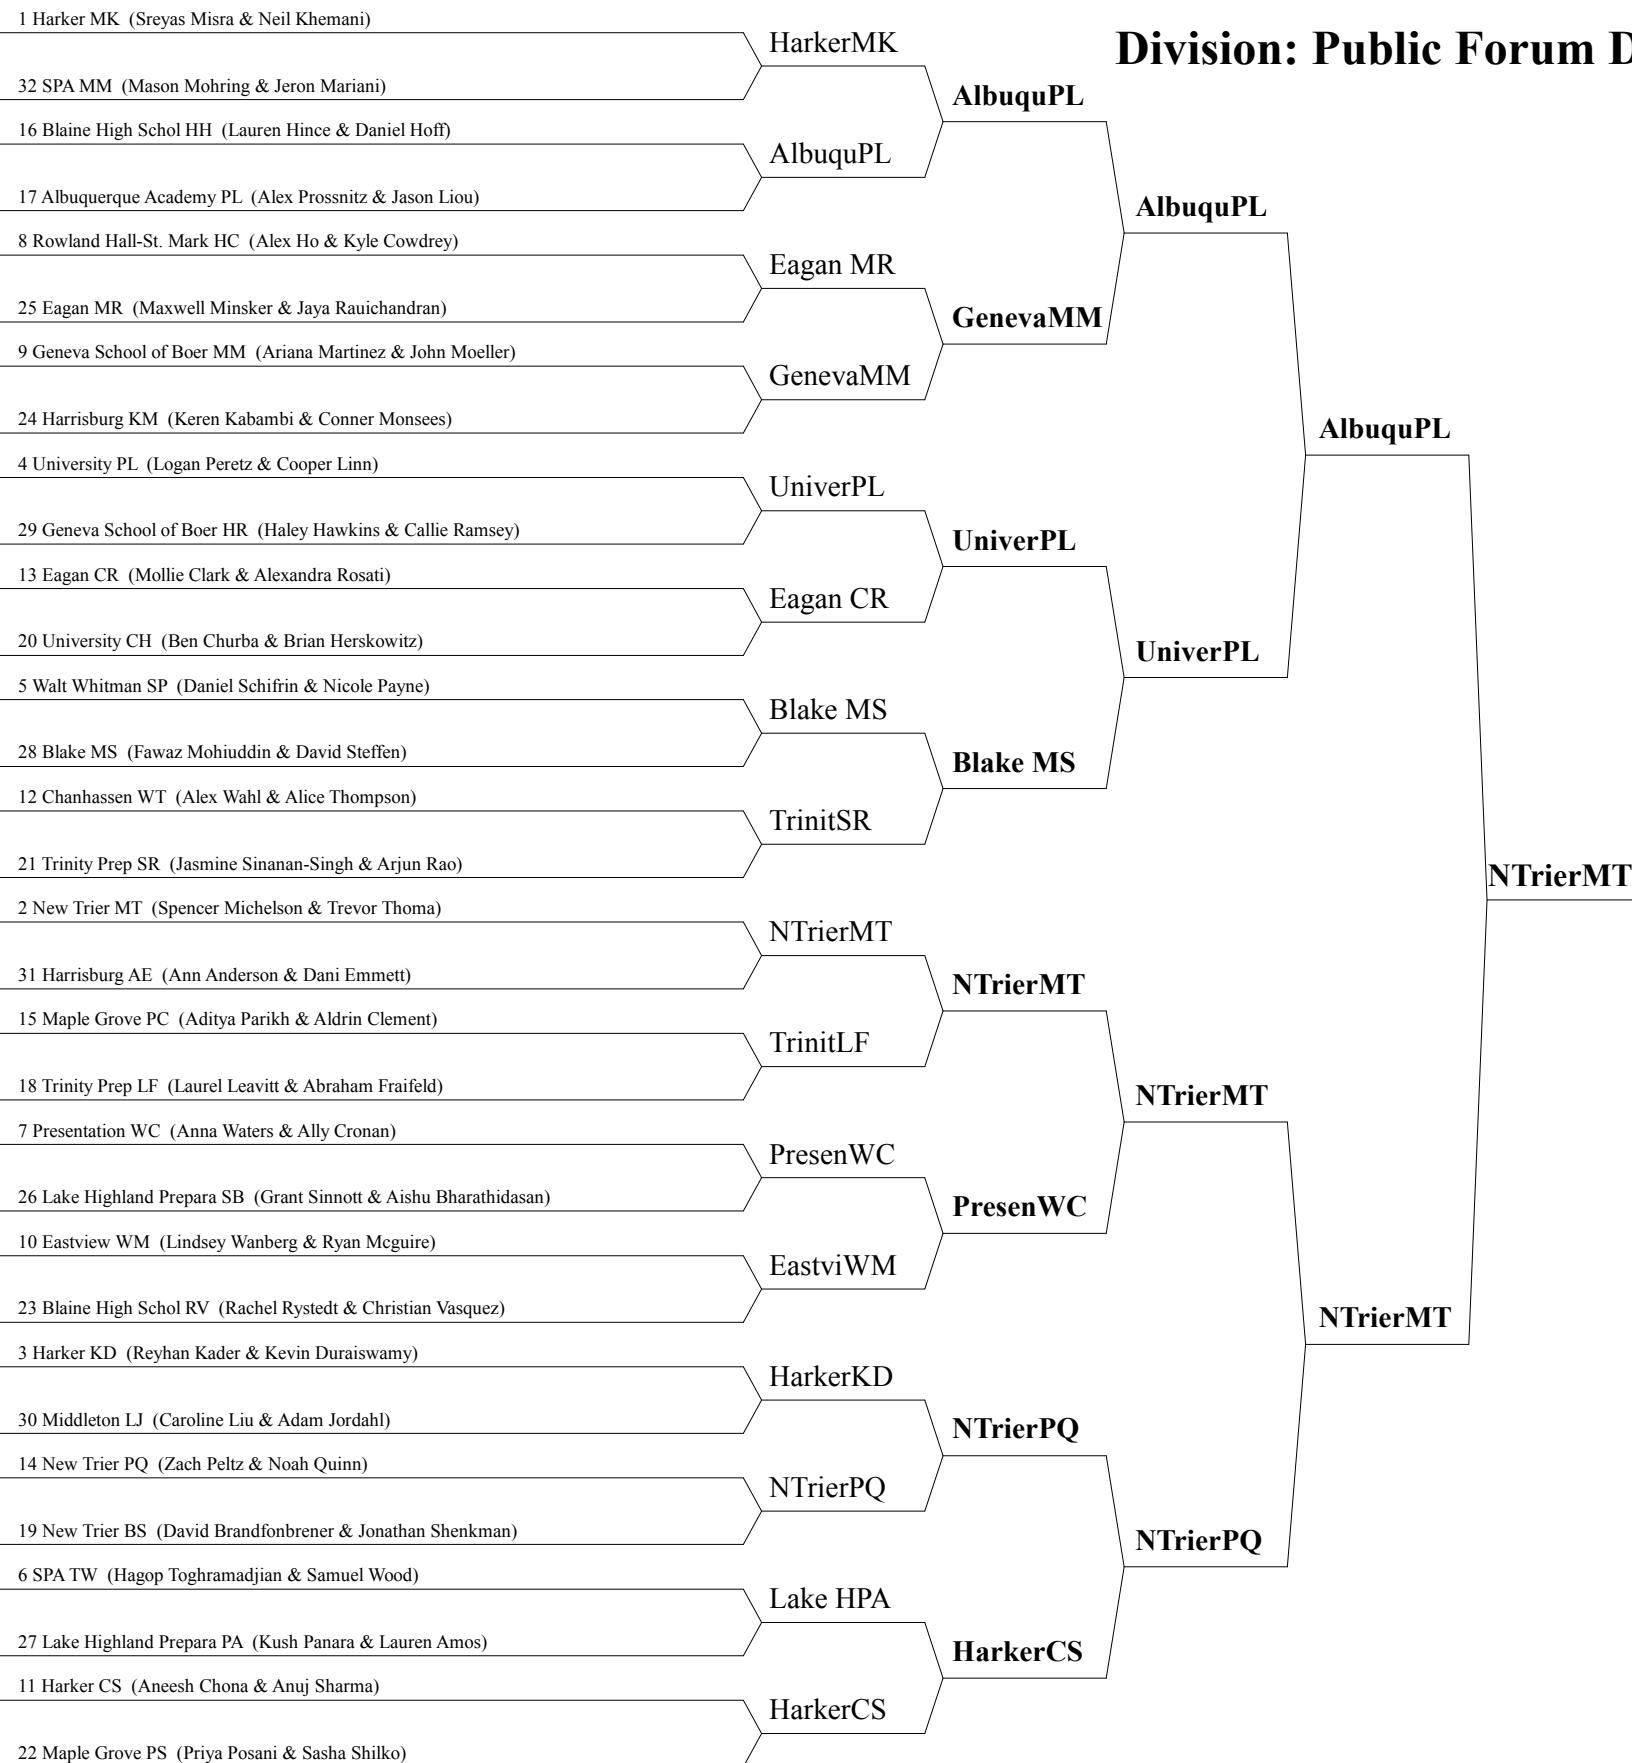 Division: Public Forum D
1 Harker MK (Sreyas Misra & Neil Khemani)
32 SPA MM (Mason Mohring & Jeron Mariani)
16 Blaine High Schol HH (Lauren Hince & Daniel Hoff)
17 Albuquerque Academy PL (Alex Prossnitz & Jason Liou)
8 Rowland Hall-St. Mark HC (Alex Ho & Kyle Cowdrey)
25 Eagan MR (Maxwell Minsker & Jaya Rauichandran)
9 Geneva School of Boer MM (Ariana Martinez & John Moeller)
24 Harrisburg KM (Keren Kabambi & Conner Monsees)
4 University PL (Logan Peretz & Cooper Linn)
29 Geneva School of Boer HR (Haley Hawkins & Callie Ramsey)
13 Eagan CR (Mollie Clark & Alexandra Rosati)
20 University CH (Ben Churba & Brian Herskowitz)
5 Walt Whitman SP (Daniel Schifrin & Nicole Payne)
28 Blake MS (Fawaz Mohiuddin & David Steffen)
12 Chanhassen WT (Alex Wahl & Alice Thompson)
21 Trinity Prep SR (Jasmine Sinanan-Singh & Arjun Rao)
2 New Trier MT (Spencer Michelson & Trevor Thoma)
31 Harrisburg AE (Ann Anderson & Dani Emmett)
15 Maple Grove PC (Aditya Parikh & Aldrin Clement)
18 Trinity Prep LF (Laurel Leavitt & Abraham Fraifeld)
7 Presentation WC (Anna Waters & Ally Cronan)
26 Lake Highland Prepara SB (Grant Sinnott & Aishu Bharathidasan)
10 Eastview WM (Lindsey Wanberg & Ryan Mcguire)
23 Blaine High Schol RV (Rachel Rystedt & Christian Vasquez)
3 Harker KD (Reyhan Kader & Kevin Duraiswamy)
30 Middleton LJ (Caroline Liu & Adam Jordahl)
14 New Trier PQ (Zach Peltz & Noah Quinn)
19 New Trier BS (David Brandfonbrener & Jonathan Shenkman)
6 SPA TW (Hagop Toghramadjian & Samuel Wood)
27 Lake Highland Prepara PA (Kush Panara & Lauren Amos)
11 Harker CS (Aneesh Chona & Anuj Sharma)
22 Maple Grove PS (Priya Posani & Sasha Shilko)
HarkerMK
AlbuquPL
Eagan MR
GenevaMM
UniverPL
Eagan CR
Blake MS
TrinitSR
NTrierMT
TrinitLF
PresenWC
EastviWM
HarkerKD
NTrierPQ
Lake HPA
HarkerCS
AlbuquPL
GenevaMM
UniverPL
Blake MS
NTrierMT
PresenWC
NTrierPQ
HarkerCS
AlbuquPL
UniverPL
NTrierMT
NTrierPQ
AlbuquPL
NTrierMT
NTrierMT